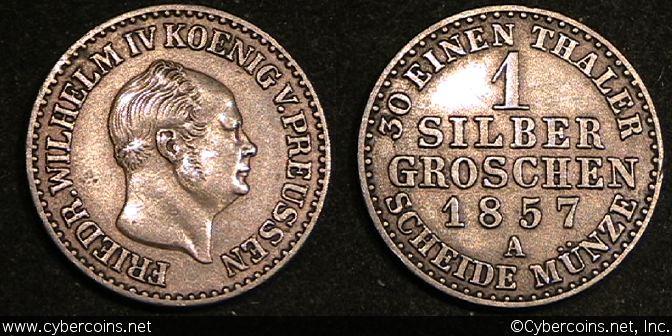 FRIEDR. WILHELM IV KOENIG V. PREUSSEN
30 EINEN THALER
1
SILBER
GROSCHEN
1857
A
SCHEIDE MÜNZE
www.cybercoins.net
©Cybercoins.net, Inc.